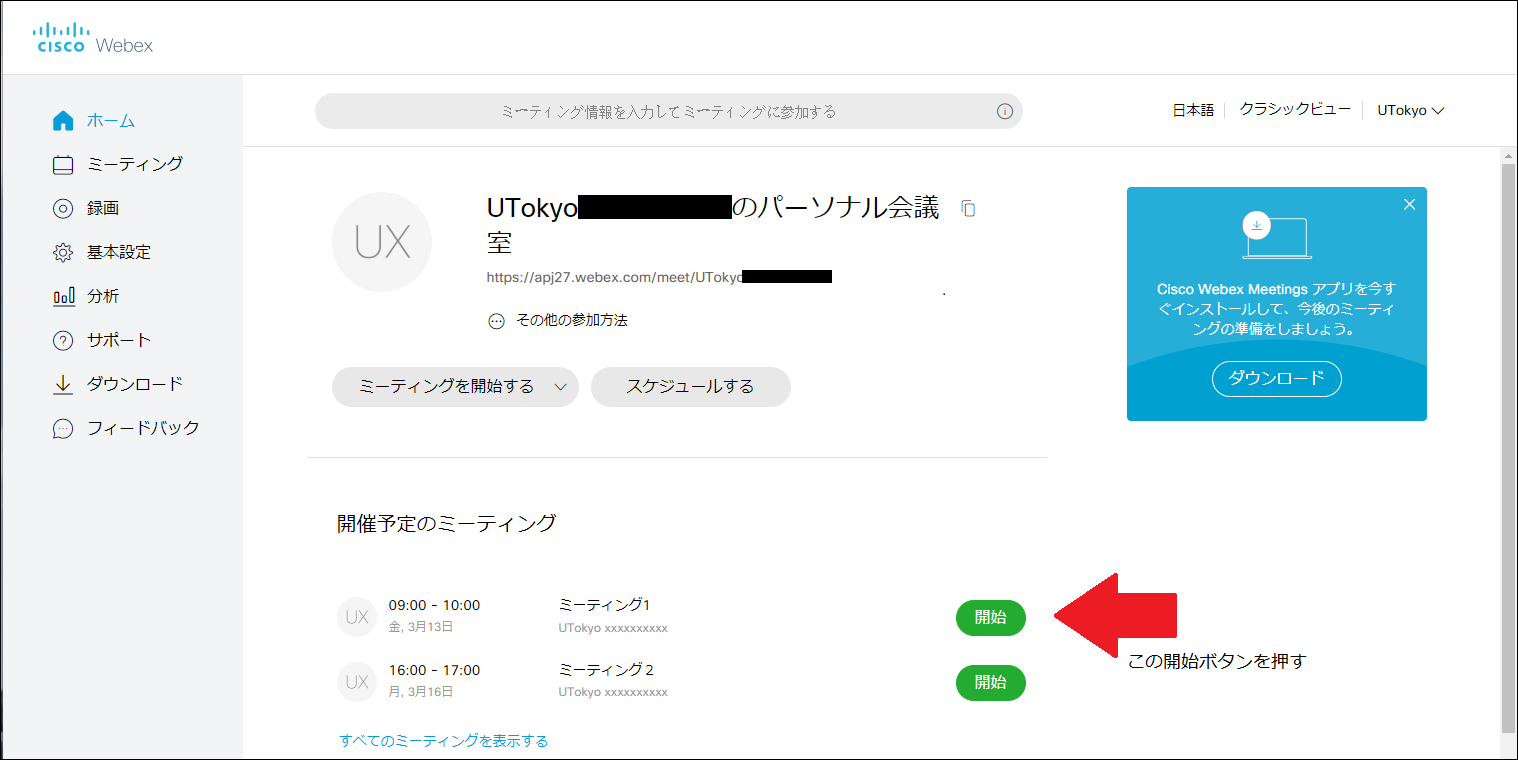 CISCO Webex
ホーム
ミーティング
録画
基本設定
分析
サポート
ダウンロード
フィードバック
ミーティング情報を入力してミーティングに参加する
日本語 クラシックビュー UTokyo
UX
UTokyo のパーソナル会議
室
https://apj27.webex.com/meet/UTokyo
その他の参加方法
ミーティングを開始する スケジュールする
Cisco Webex Meetings アプリを今す
ぐインストールして、今後のミーティ
ングの準備をしましょう。
ダウンロード
開催予定のミーティング
UX 09:00 - 10:00 ミーティング1 開始
金, 3月13日 UTokyo xxxxxxxxxx
この開始ボタンを押す
UX 16:00 - 17:00 ミーティング2 開始
月, 3月16日 UTokyo xxxxxxxxxx
すべてのミーティングを表示する